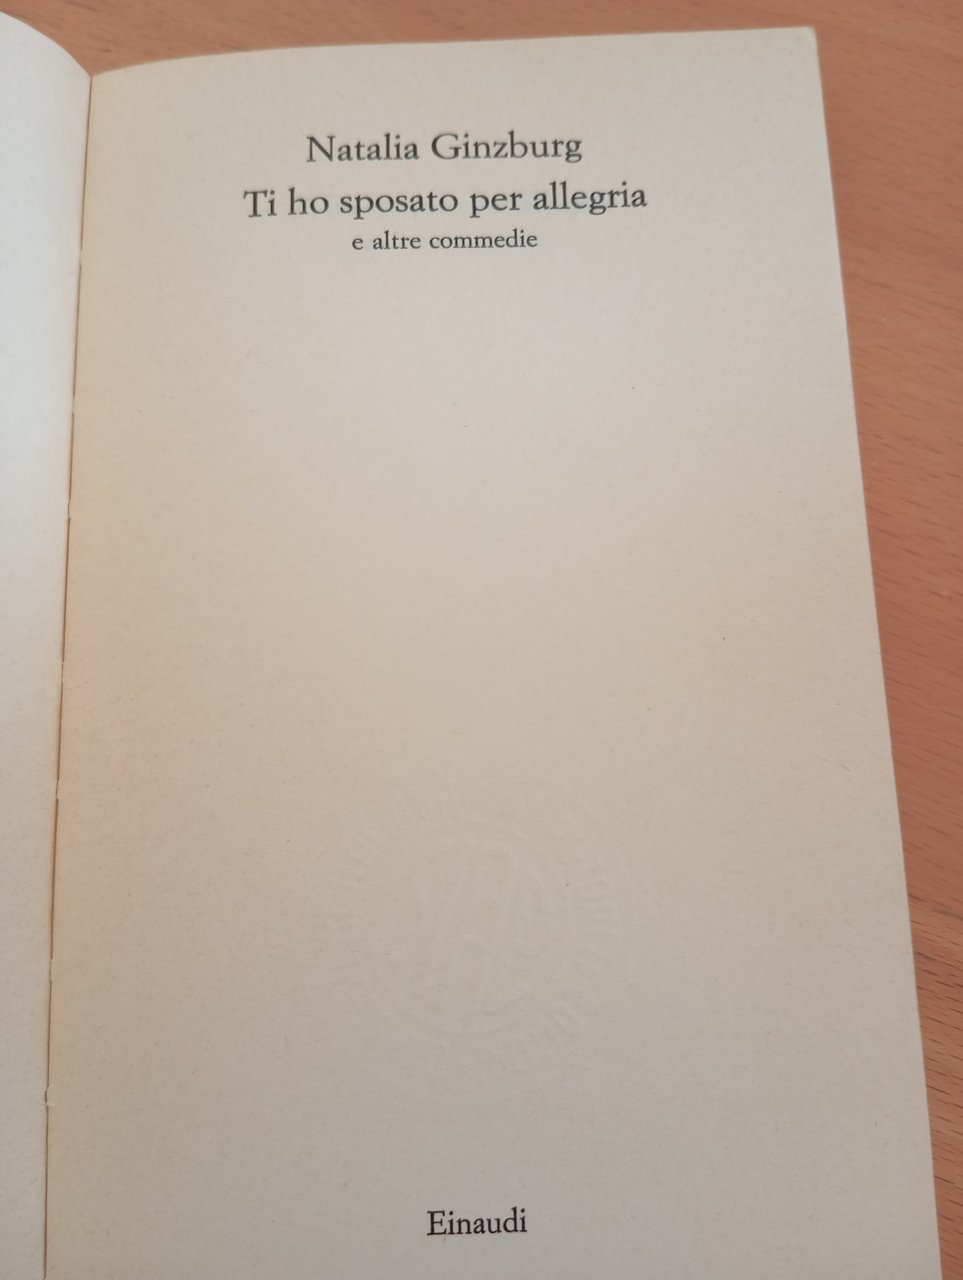 Natalia Ginzburg
Ti ho sposato per allegria
e altre commedie
Einaudi